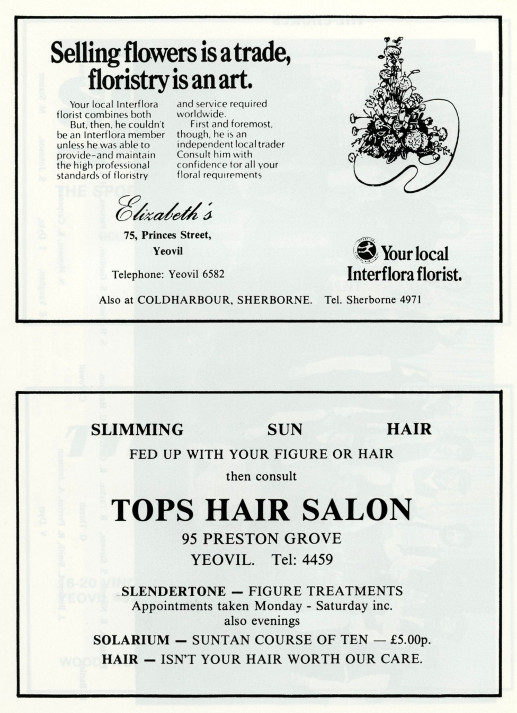 Selling flowers is a trade,
floristry is an art.
Your local Interflora
florist combines both
But, then, he couldn't
be an Interflora member
unless he was able to
provide-and maintain
the high professional
standards of floristry
and service required
worldwide.
First and foremost,
though, he is an
independent local trader
Consult him with
confidence for all your
floral requirements
Elizabeth's
75, Princes Street,
Yeovil
Telephone: Yeovil 6582
Your local
Interflora florist.
Also at COLDHARBOUR, SHERBORNE. Tel. Sherborne 4971
SLIMMING SUN HAIR
FED UP WITH YOUR FIGURE OR HAIR
then consult
TOPS HAIR SALON
95 PRESTON GROVE
YEOVIL. Tel: 4459
SLENDERTONE — FIGURE TREATMENTS
Appointments taken Monday - Saturday inc.
also evenings
SOLARIUM — SUNTAN COURSE OF TEN — £5.00p.
HAIR — ISN'T YOUR HAIR WORTH OUR CARE.